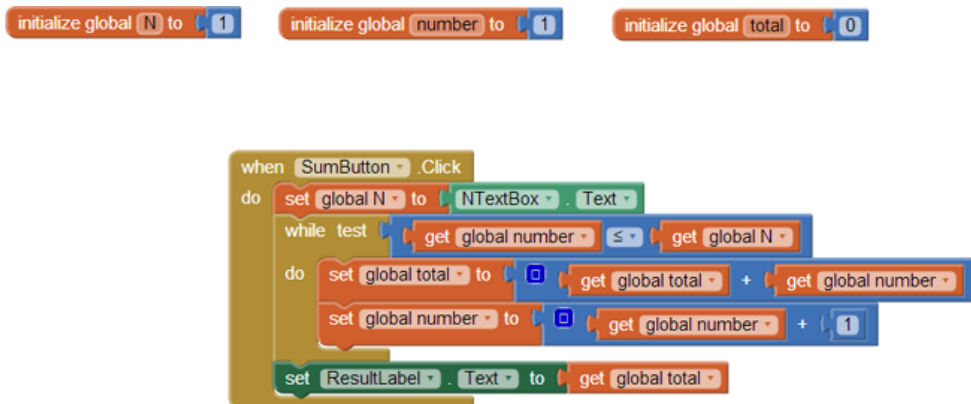 initialize global N to 1 initialize global number to 1 initialize global total to 0
when SumButton .Click
do set global N to NTextBox . Text
while test get global number ≤ get global N
do set global total to get global total + get global number
set global number to get global number + 1
set ResultLabel . Text to get global total